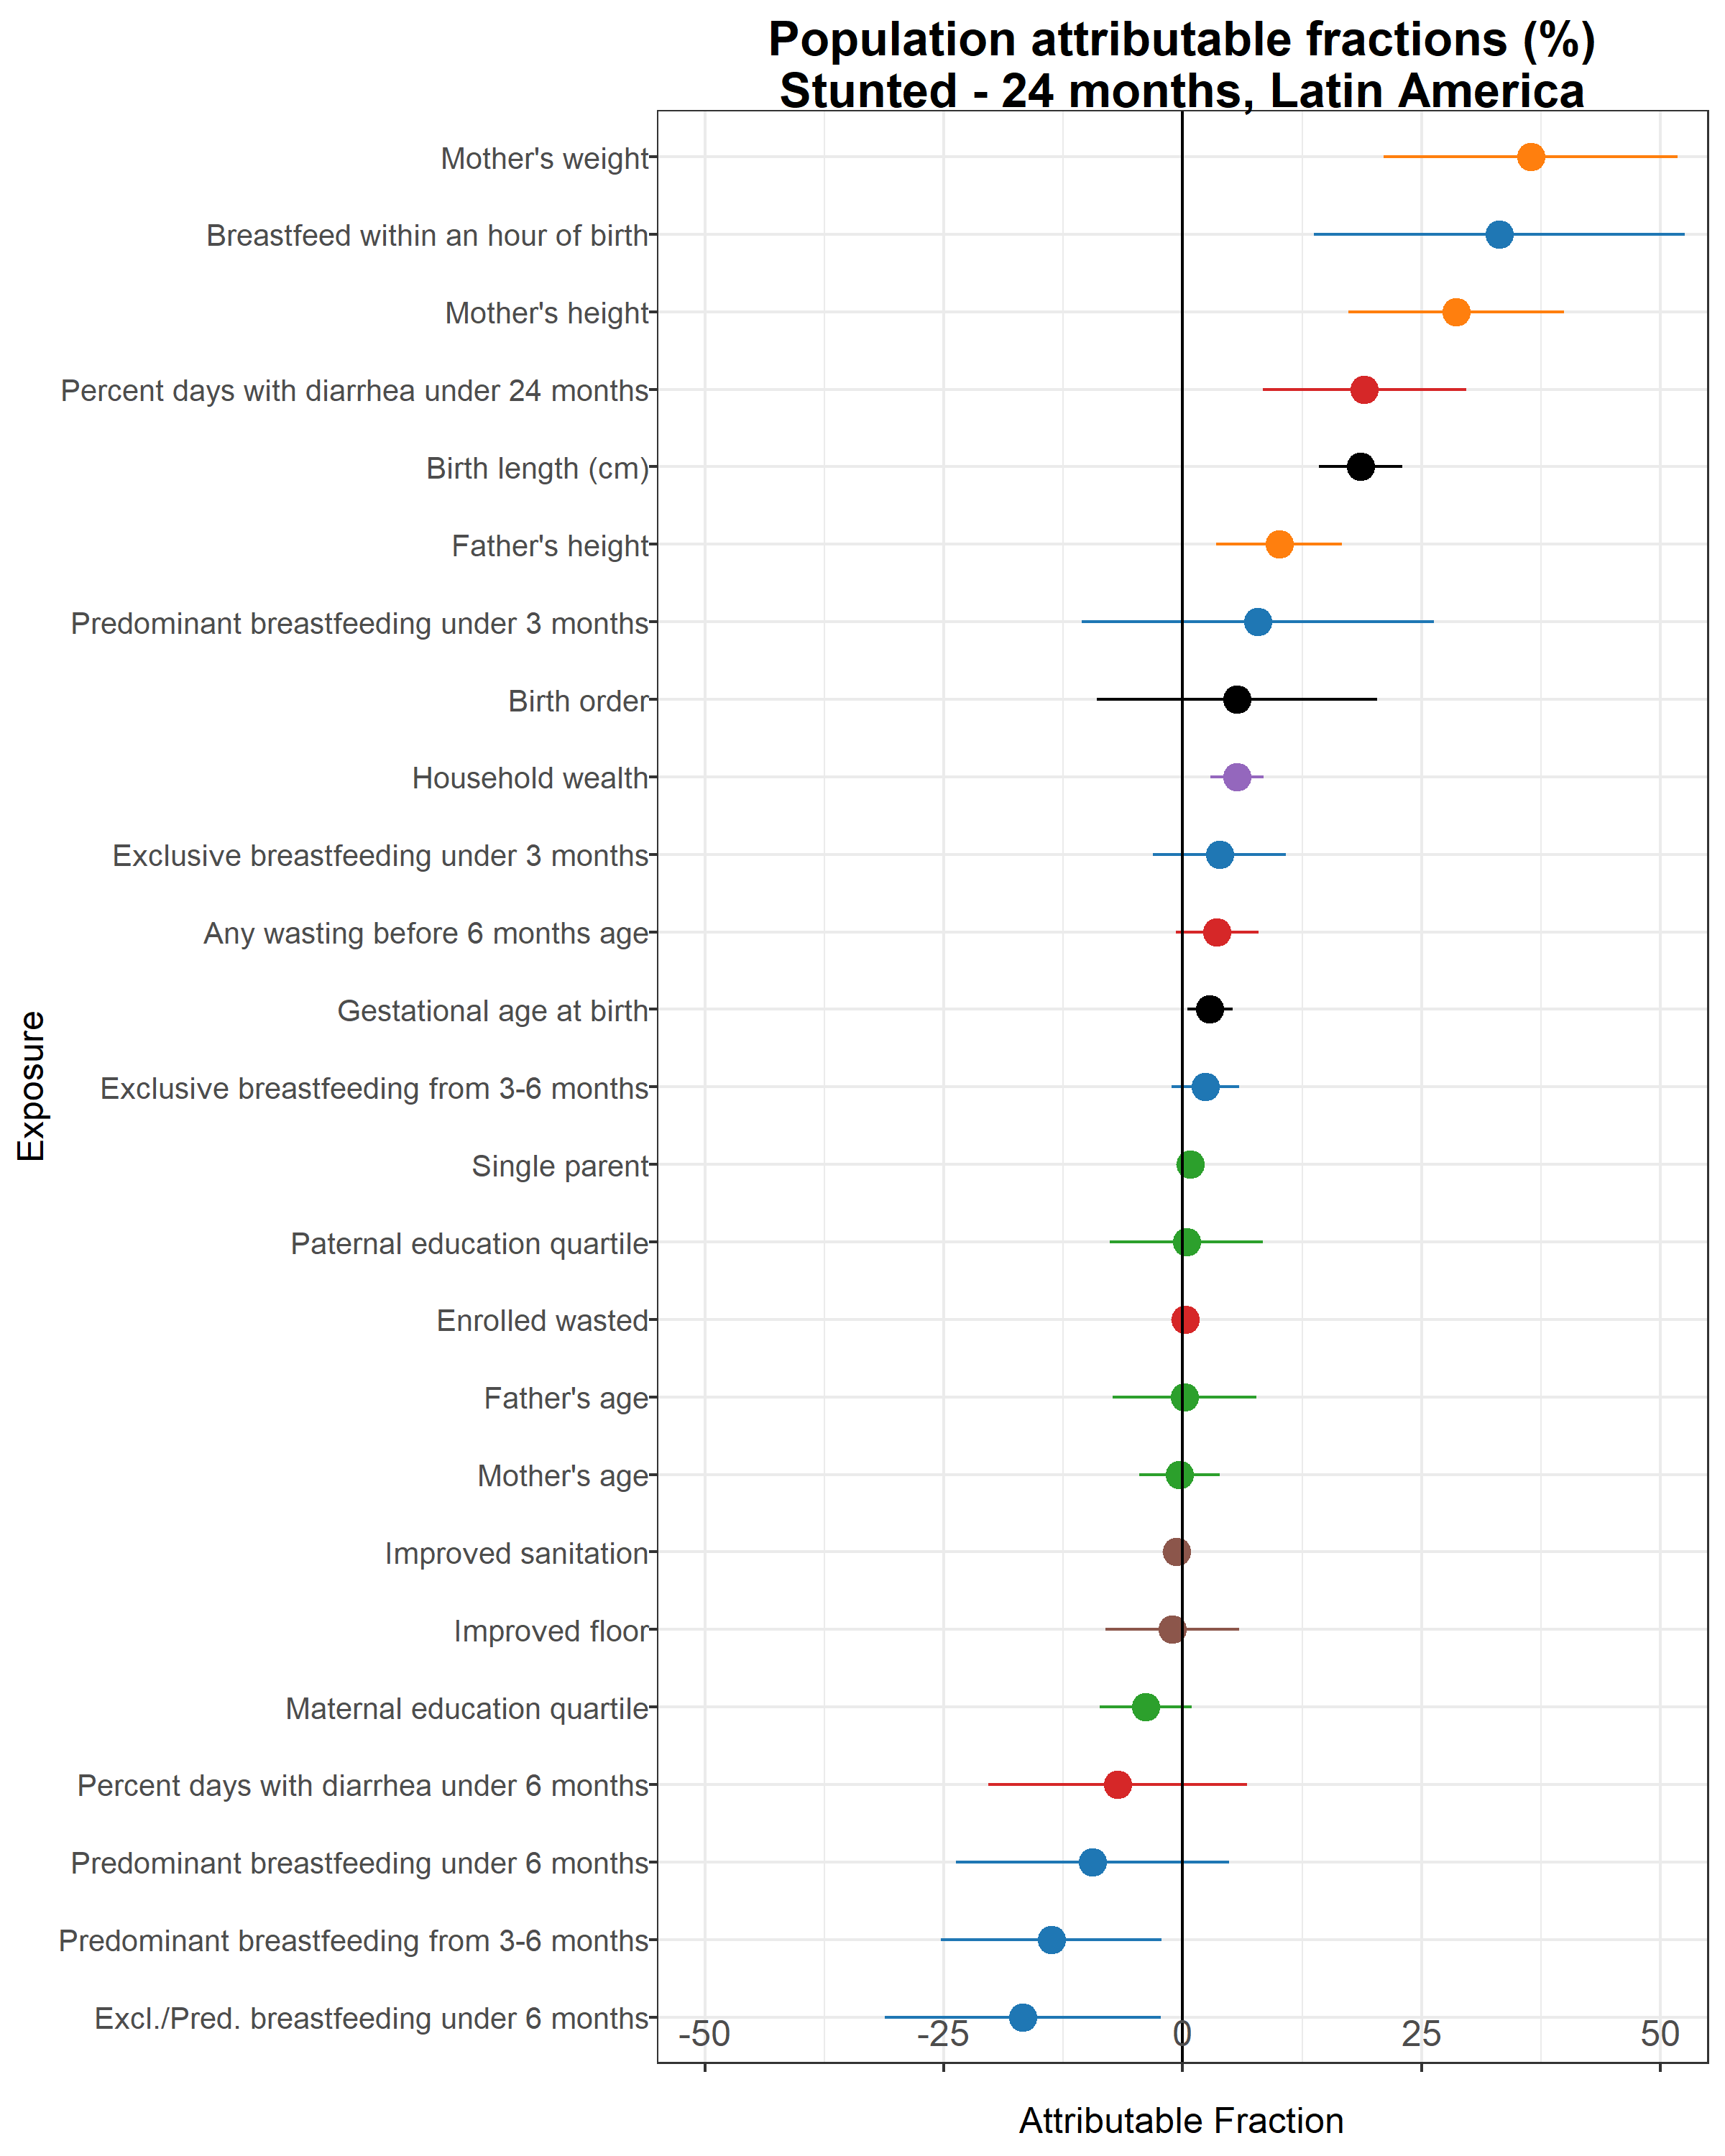 Population attributable fractions (%)
Stunted - 24 months, Latin America
Mother's weight
Breastfeed within an hour of birth
Mother's height
Percent days with diarrhea under 24 months
Birth length (cm)
Father's height
Predominant breastfeeding under 3 months
Birth order
Household wealth
Exclusive breastfeeding under 3 months
Any wasting before 6 months age
Gestational age at birth
Exclusive breastfeeding from 3-6 months
Single parent
Paternal education quartile
Enrolled wasted
Father's age
Mother's age
Improved sanitation
Improved floor
Maternal education quartile
Percent days with diarrhea under 6 months
Predominant breastfeeding under 6 months
Predominant breastfeeding from 3-6 months
Excl./Pred. breastfeeding under 6 months
Exposure
-50 -25 0 25 50
Attributable Fraction